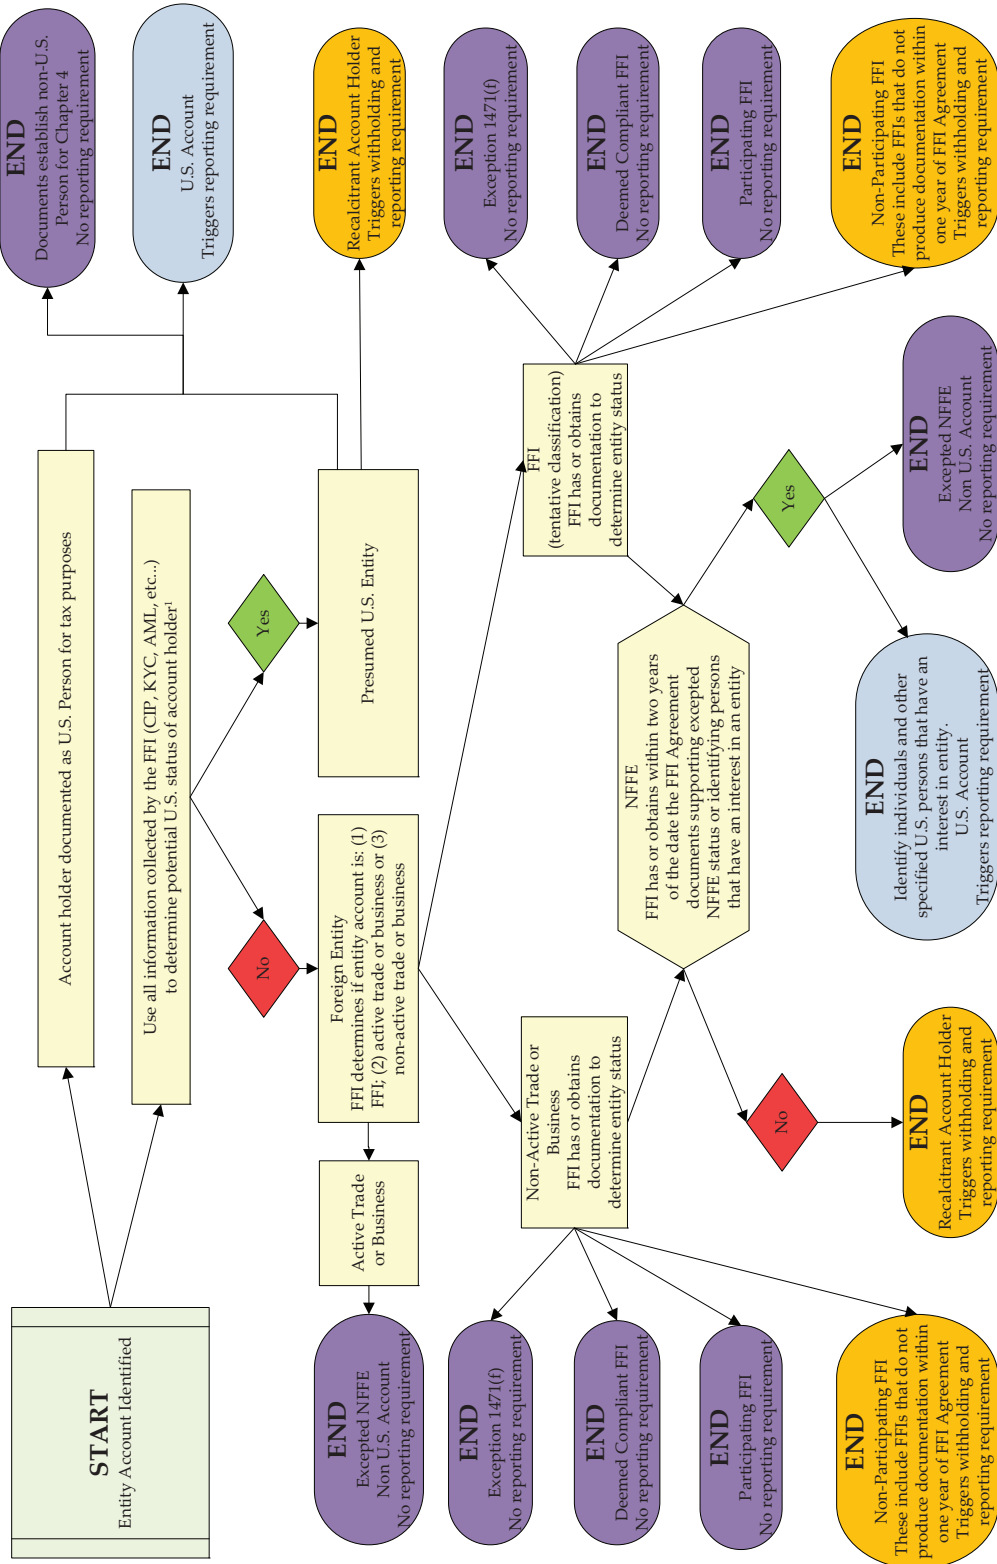 START
Entity Account Identified
Account holder documented as U.S. Person for tax purposes
Use all information collected by the FFI (CIP, KYC, AML, etc..)
to determine potential U.S. status of account holder¹
END
Documents establish non-U.S.
Person for Chapter 4
No reporting requirement
END
U.S. Account
Triggers reporting requirement
No
Yes
Presumed U.S. Entity
END
Recalcitrant Account Holder
Triggers withholding and
reporting requirement
Foreign Entity
FFI determines if entity account is: (1)
FFI; (2) active trade or business or (3)
non-active trade or business
Active Trade
or Business
END
Excepted NFFE
Non U.S. Account
No reporting requirement
Non-Active Trade or
Business
FFI has or obtains
documentation to
determine entity status
FFI
(tentative classification)
FFI has or obtains
documentation to
determine entity status
END
Exception 1471(f)
No reporting requirement
END
Deemed Compliant FFI
No reporting requirement
END
Participating FFI
No reporting requirement
END
Non-Participating FFI
These include FFIs that do not
produce documentation within
one year of FFI Agreement
Triggers withholding and
reporting requirement
END
Exception 1471(f)
No reporting requirement
END
Deemed Compliant FFI
No reporting requirement
END
Participating FFI
No reporting requirement
END
Non-Participating FFI
These include FFIs that do not
produce documentation within
one year of FFI Agreement
Triggers withholding and
reporting requirement
NFFE
FFI has or obtains within two years
of the date the FFI Agreement
documents supporting excepted
NFFE status or identifying persons
that have an interest in an entity
No
Yes
END
Recalcitrant Account Holder
Triggers withholding and
reporting requirement
END
Identify individuals and other
specified U.S. persons that have an
interest in entity.
U.S. Account
Triggers reporting requirement
END
Excepted NFFE
Non U.S. Account
No reporting requirement